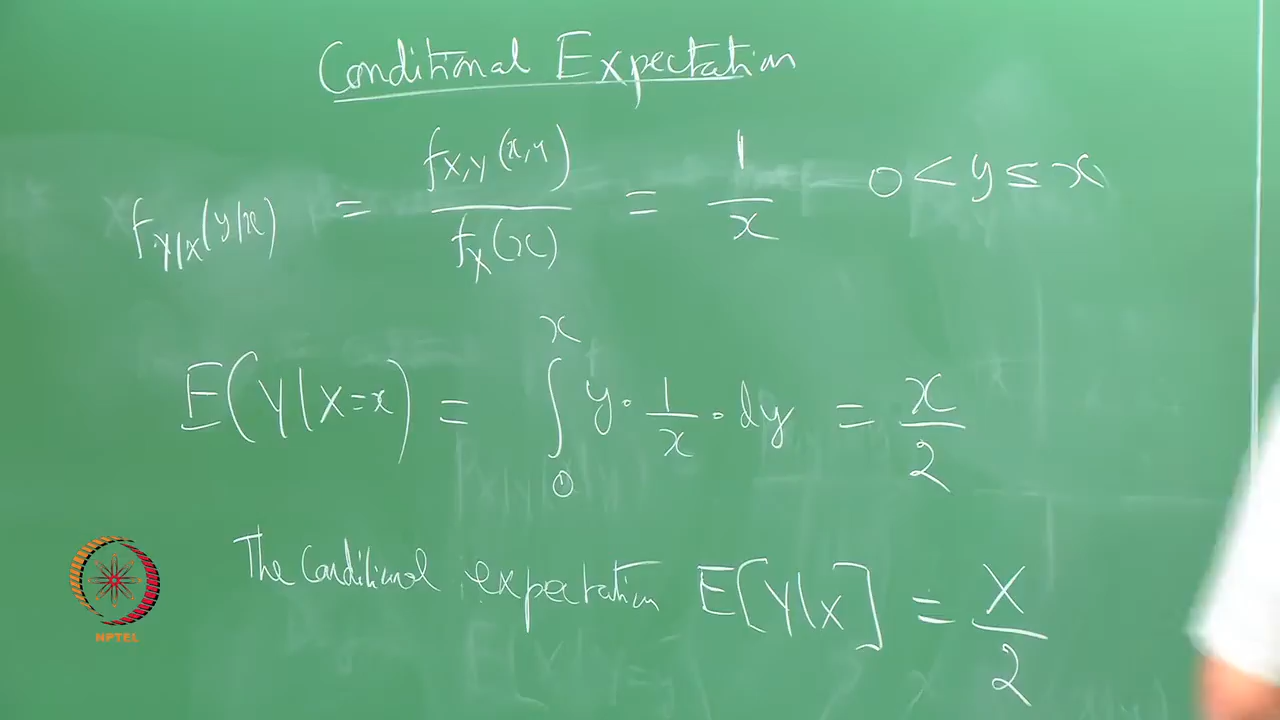 Conditional Expectation
f_{Y|X}(y|x) = f_{X,Y}(x,y) / f_X(x) = 1/x 0 < y ≤ x
E(Y|X=x) = ∫_0^x y · 1/x · dy = x/2
The Conditional expectation E[Y|X] = X/2
NPTEL